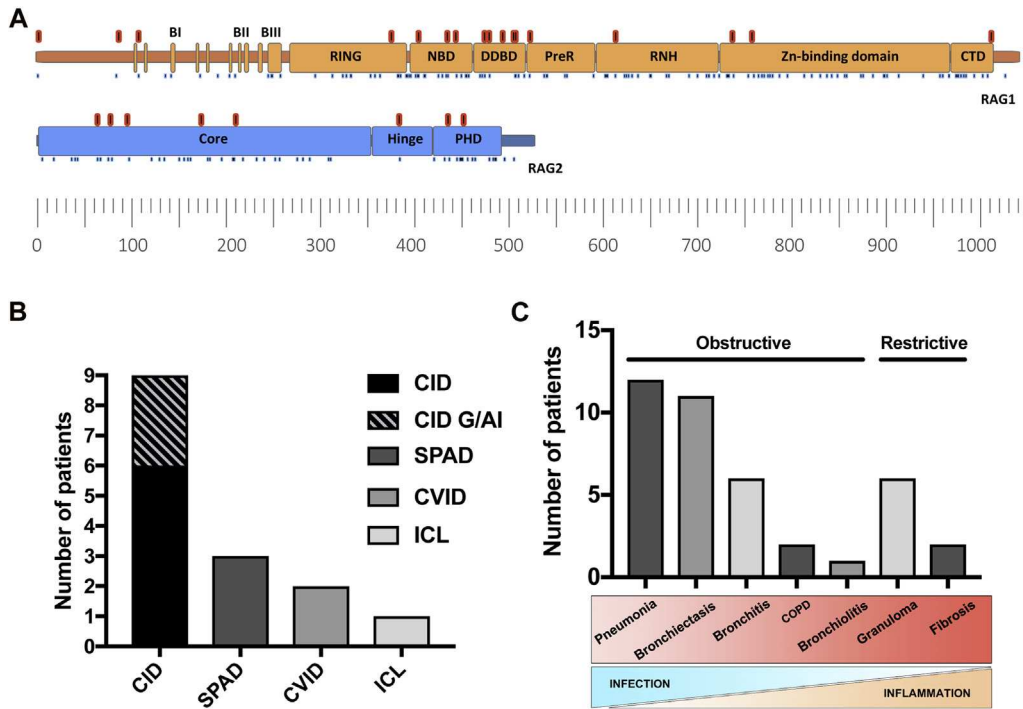 A
BI BII BIII
RING NBD DDBD PreR RNH Zn-binding domain CTD
RAG1
Core Hinge PHD
RAG2
0 100 200 300 400 500 600 700 800 900 1000
B
Number of patients
9
8
7
6
5
4
3
2
1
0
CID SPAD CVID ICL
CID
CID G/AI
SPAD
CVID
ICL
C
Number of patients
15
10
5
0
Obstructive Restrictive
Pneumonia Bronchiectasis Bronchitis COPD Bronchiolitis Granuloma Fibrosis
INFECTION
INFLAMMATION